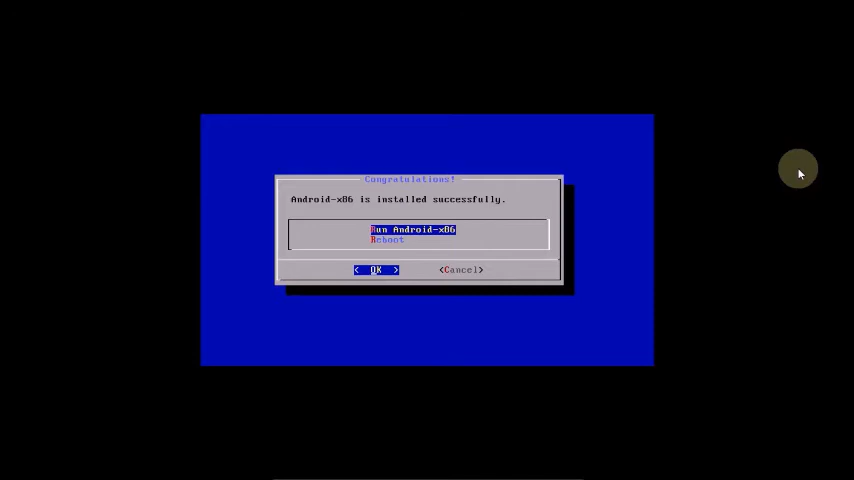 Congratulations!
Android-x86 is installed successfully.
Run Android-x86
Reboot
< OK > <Cancel>